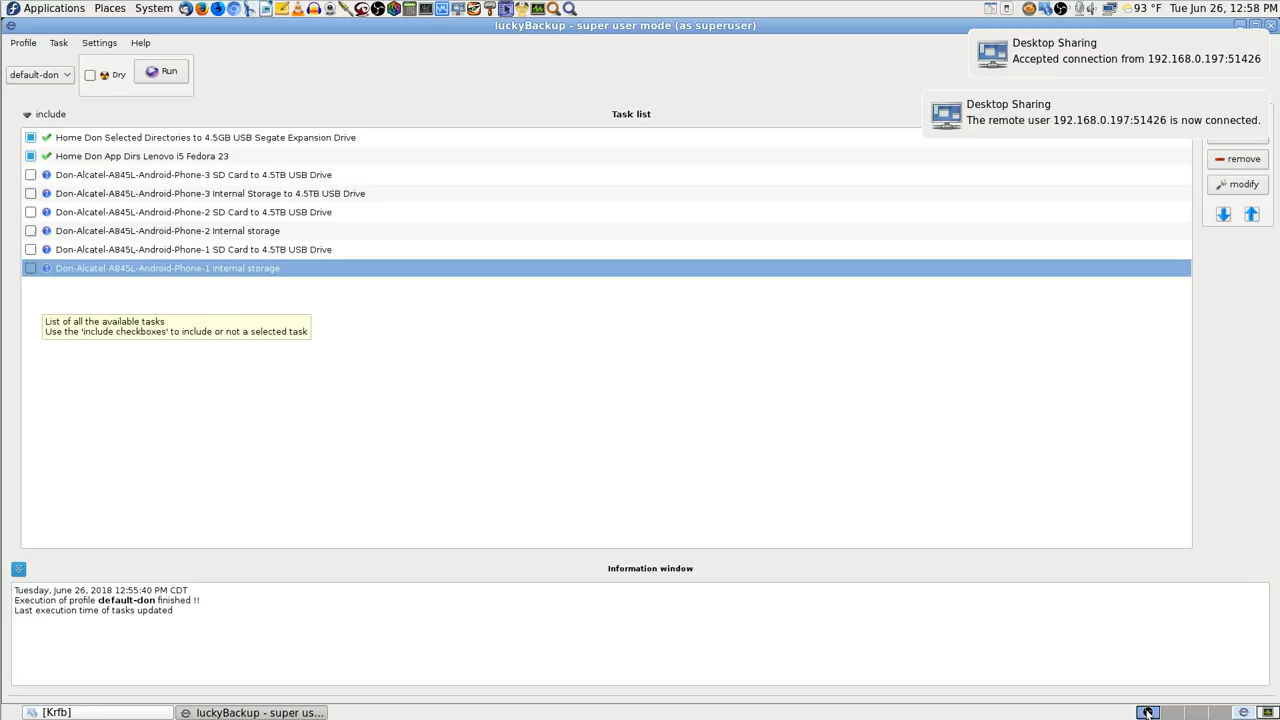 Applications Places System 93 °F Tue Jun 26, 12:58 PM
luckyBackup - super user mode (as superuser)
Profile Task Settings Help
Desktop Sharing
Accepted connection from 192.168.0.197:51426
default-don Dry Run
Desktop Sharing
The remote user 192.168.0.197:51426 is now connected.
include Task list
Home Don Selected Directories to 4.5GB USB Segate Expansion Drive
Home Don App Dirs Lenovo i5 Fedora 23
remove
Don-Alcatel-A845L-Android-Phone-3 SD Card to 4.5TB USB Drive
modify
Don-Alcatel-A845L-Android-Phone-3 Internal Storage to 4.5TB USB Drive
Don-Alcatel-A845L-Android-Phone-2 SD Card to 4.5TB USB Drive
Don-Alcatel-A845L-Android-Phone-2 Internal storage
Don-Alcatel-A845L-Android-Phone-1 SD Card to 4.5TB USB Drive
Don-Alcatel-A845L-Android-Phone-1 Internal storage
List of all the available tasks
Use the 'include checkboxes' to include or not a selected task
Information window
Tuesday, June 26, 2018 12:55:40 PM CDT
Execution of profile default-don finished !!
Last execution time of tasks updated
[Krfb] luckyBackup - super us...